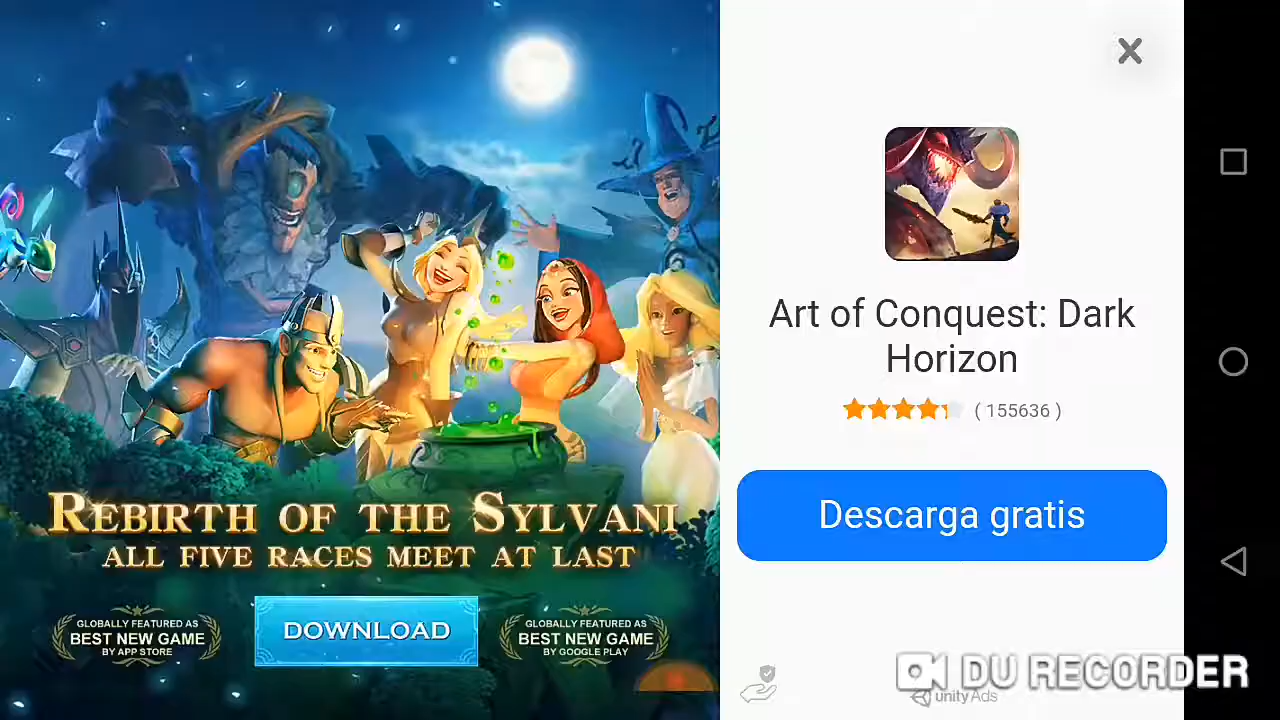 REBIRTH OF THE SYLVANI
ALL FIVE RACES MEET AT LAST
GLOBALLY FEATURED AS
BEST NEW GAME
BY APP STORE
DOWNLOAD
GLOBALLY FEATURED AS
BEST NEW GAME
BY GOOGLE PLAY
Art of Conquest: Dark
Horizon
( 155636 )
Descarga gratis
DU RECORDER
unityAds